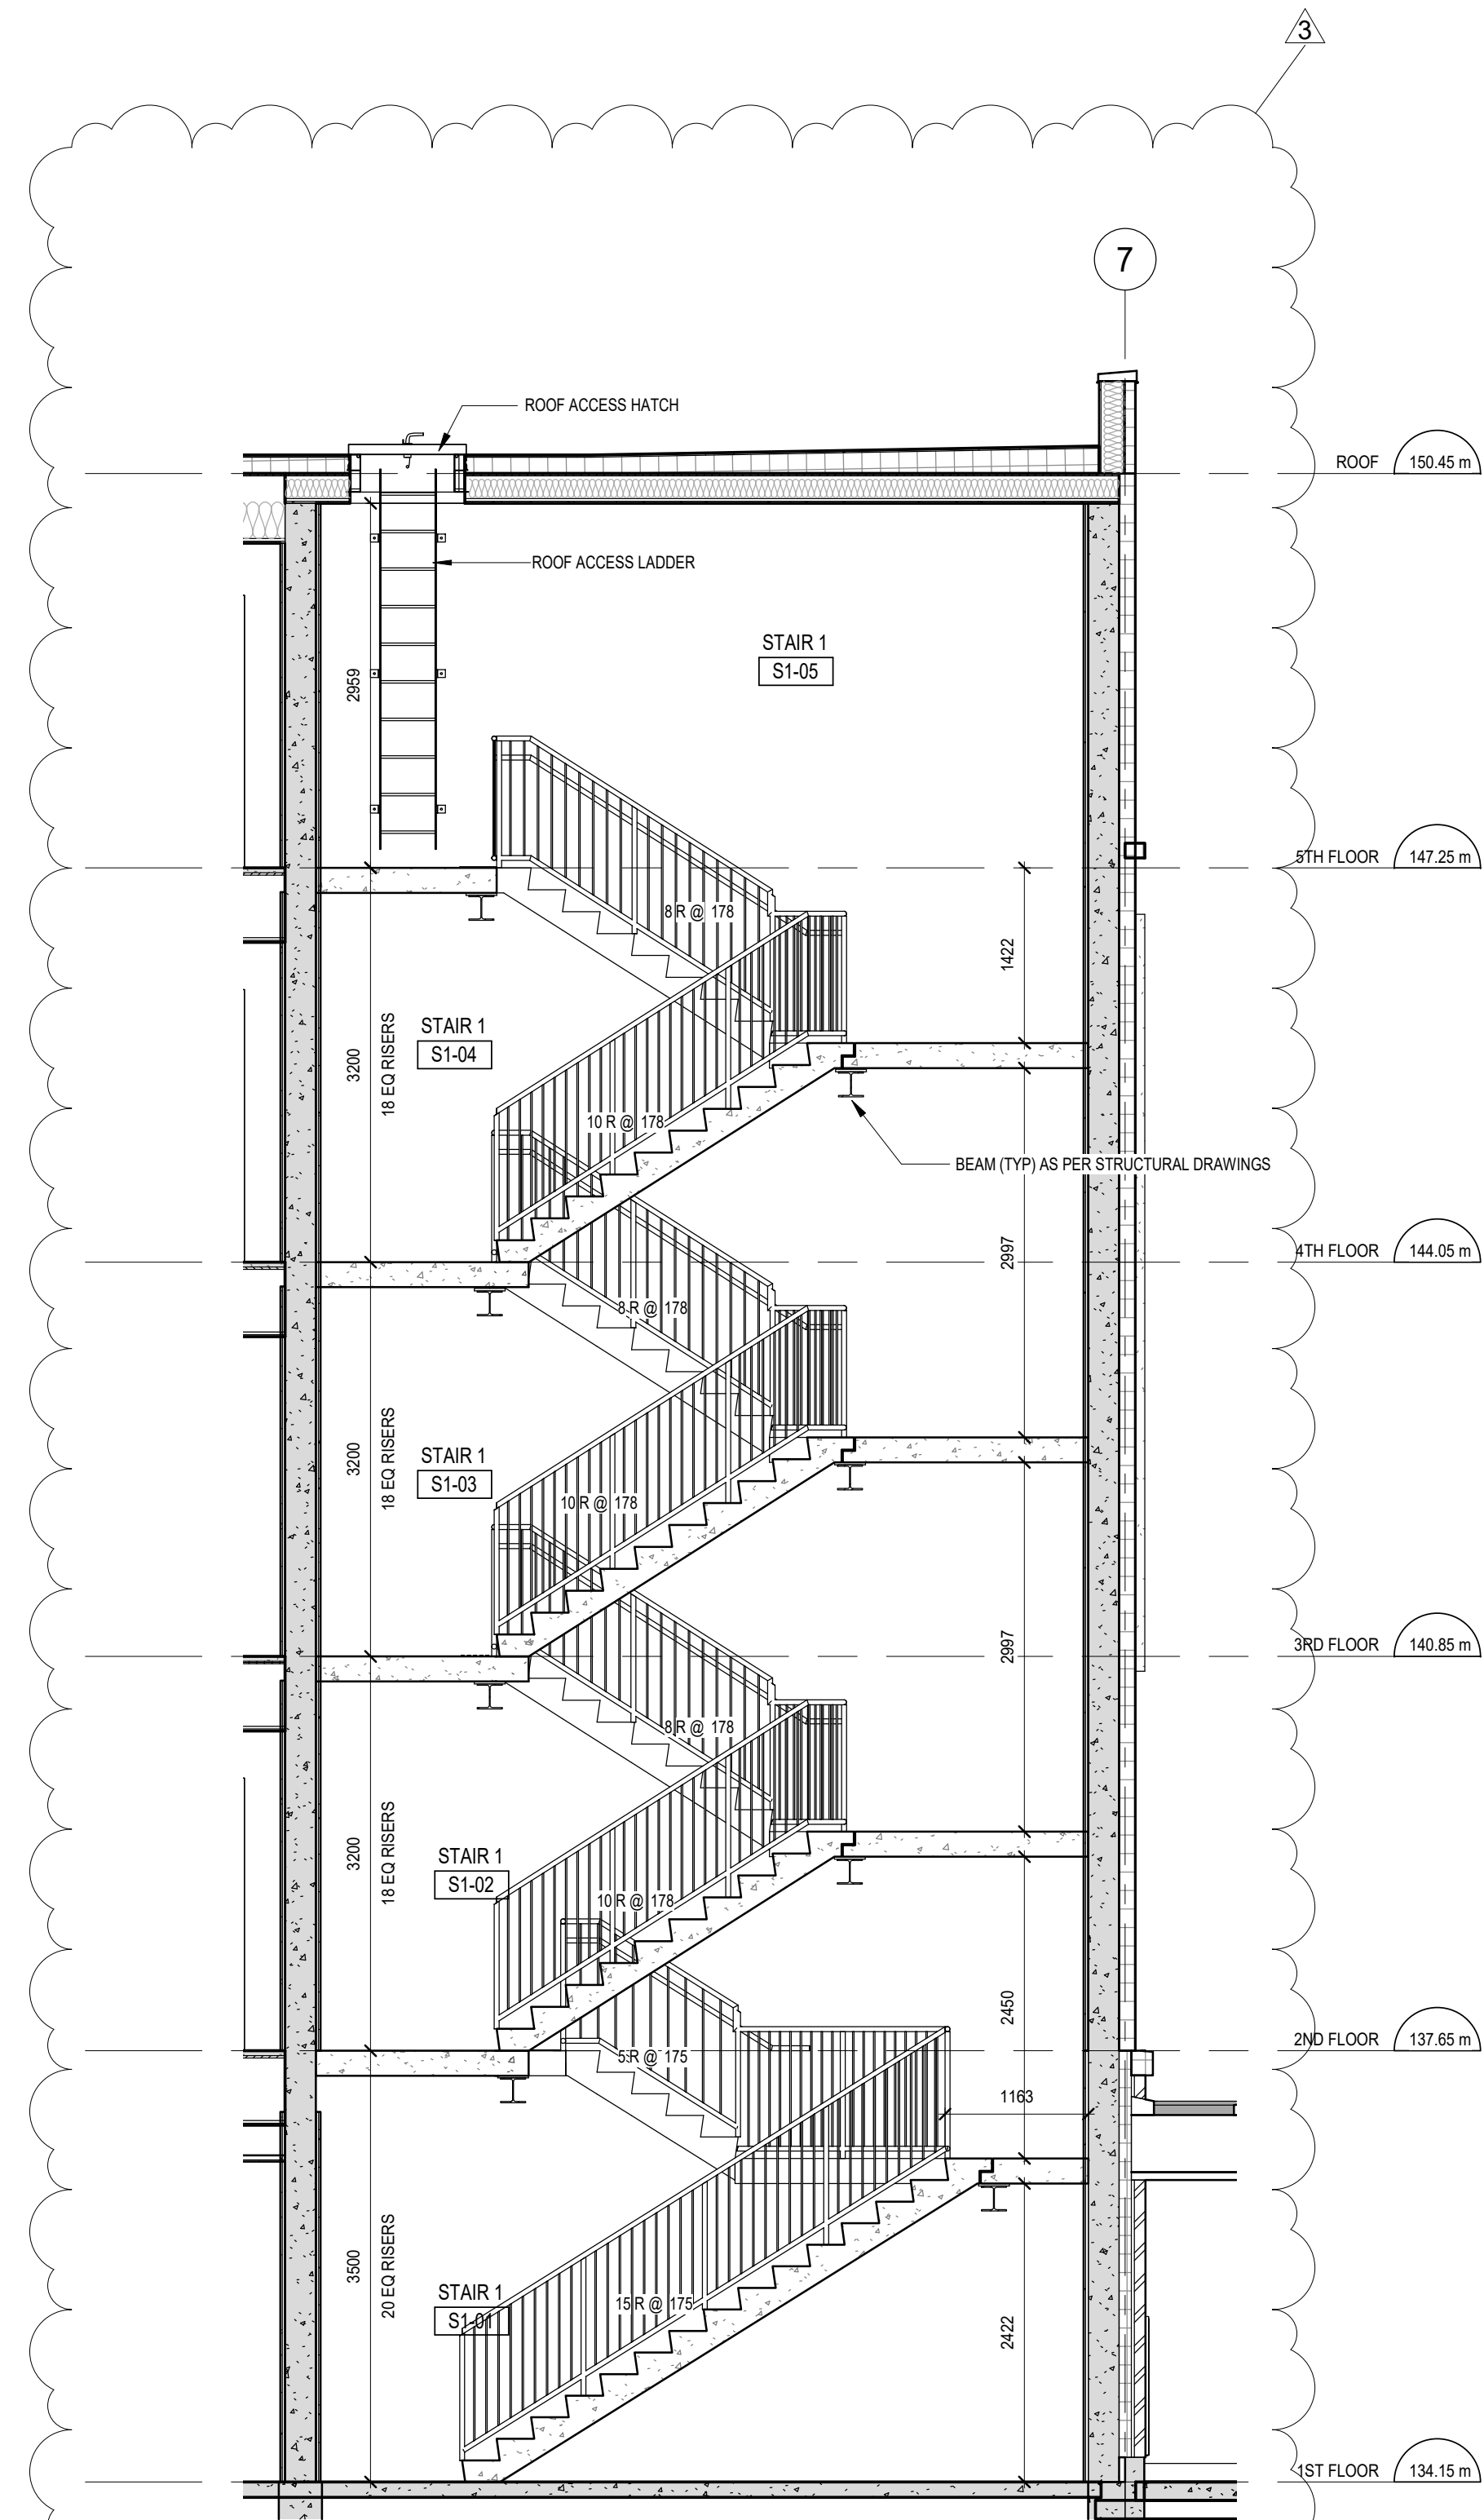 3
7
ROOF ACCESS HATCH
ROOF 150.45 m
ROOF ACCESS LADDER
STAIR 1
S1-05
2959
5TH FLOOR 147.25 m
8 R @ 178
1422
STAIR 1
S1-04
3200
18 EQ RISERS
10 R @ 178
BEAM (TYP) AS PER STRUCTURAL DRAWINGS
2997
4TH FLOOR 144.05 m
8 R @ 178
STAIR 1
S1-03
3200
18 EQ RISERS
10 R @ 178
2997
3RD FLOOR 140.85 m
8 R @ 178
STAIR 1
S1-02
3200
18 EQ RISERS
10 R @ 178
2450
2ND FLOOR 137.65 m
5 R @ 175
1163
STAIR 1
S1-01
3500
20 EQ RISERS
15 R @ 175
2422
1ST FLOOR 134.15 m